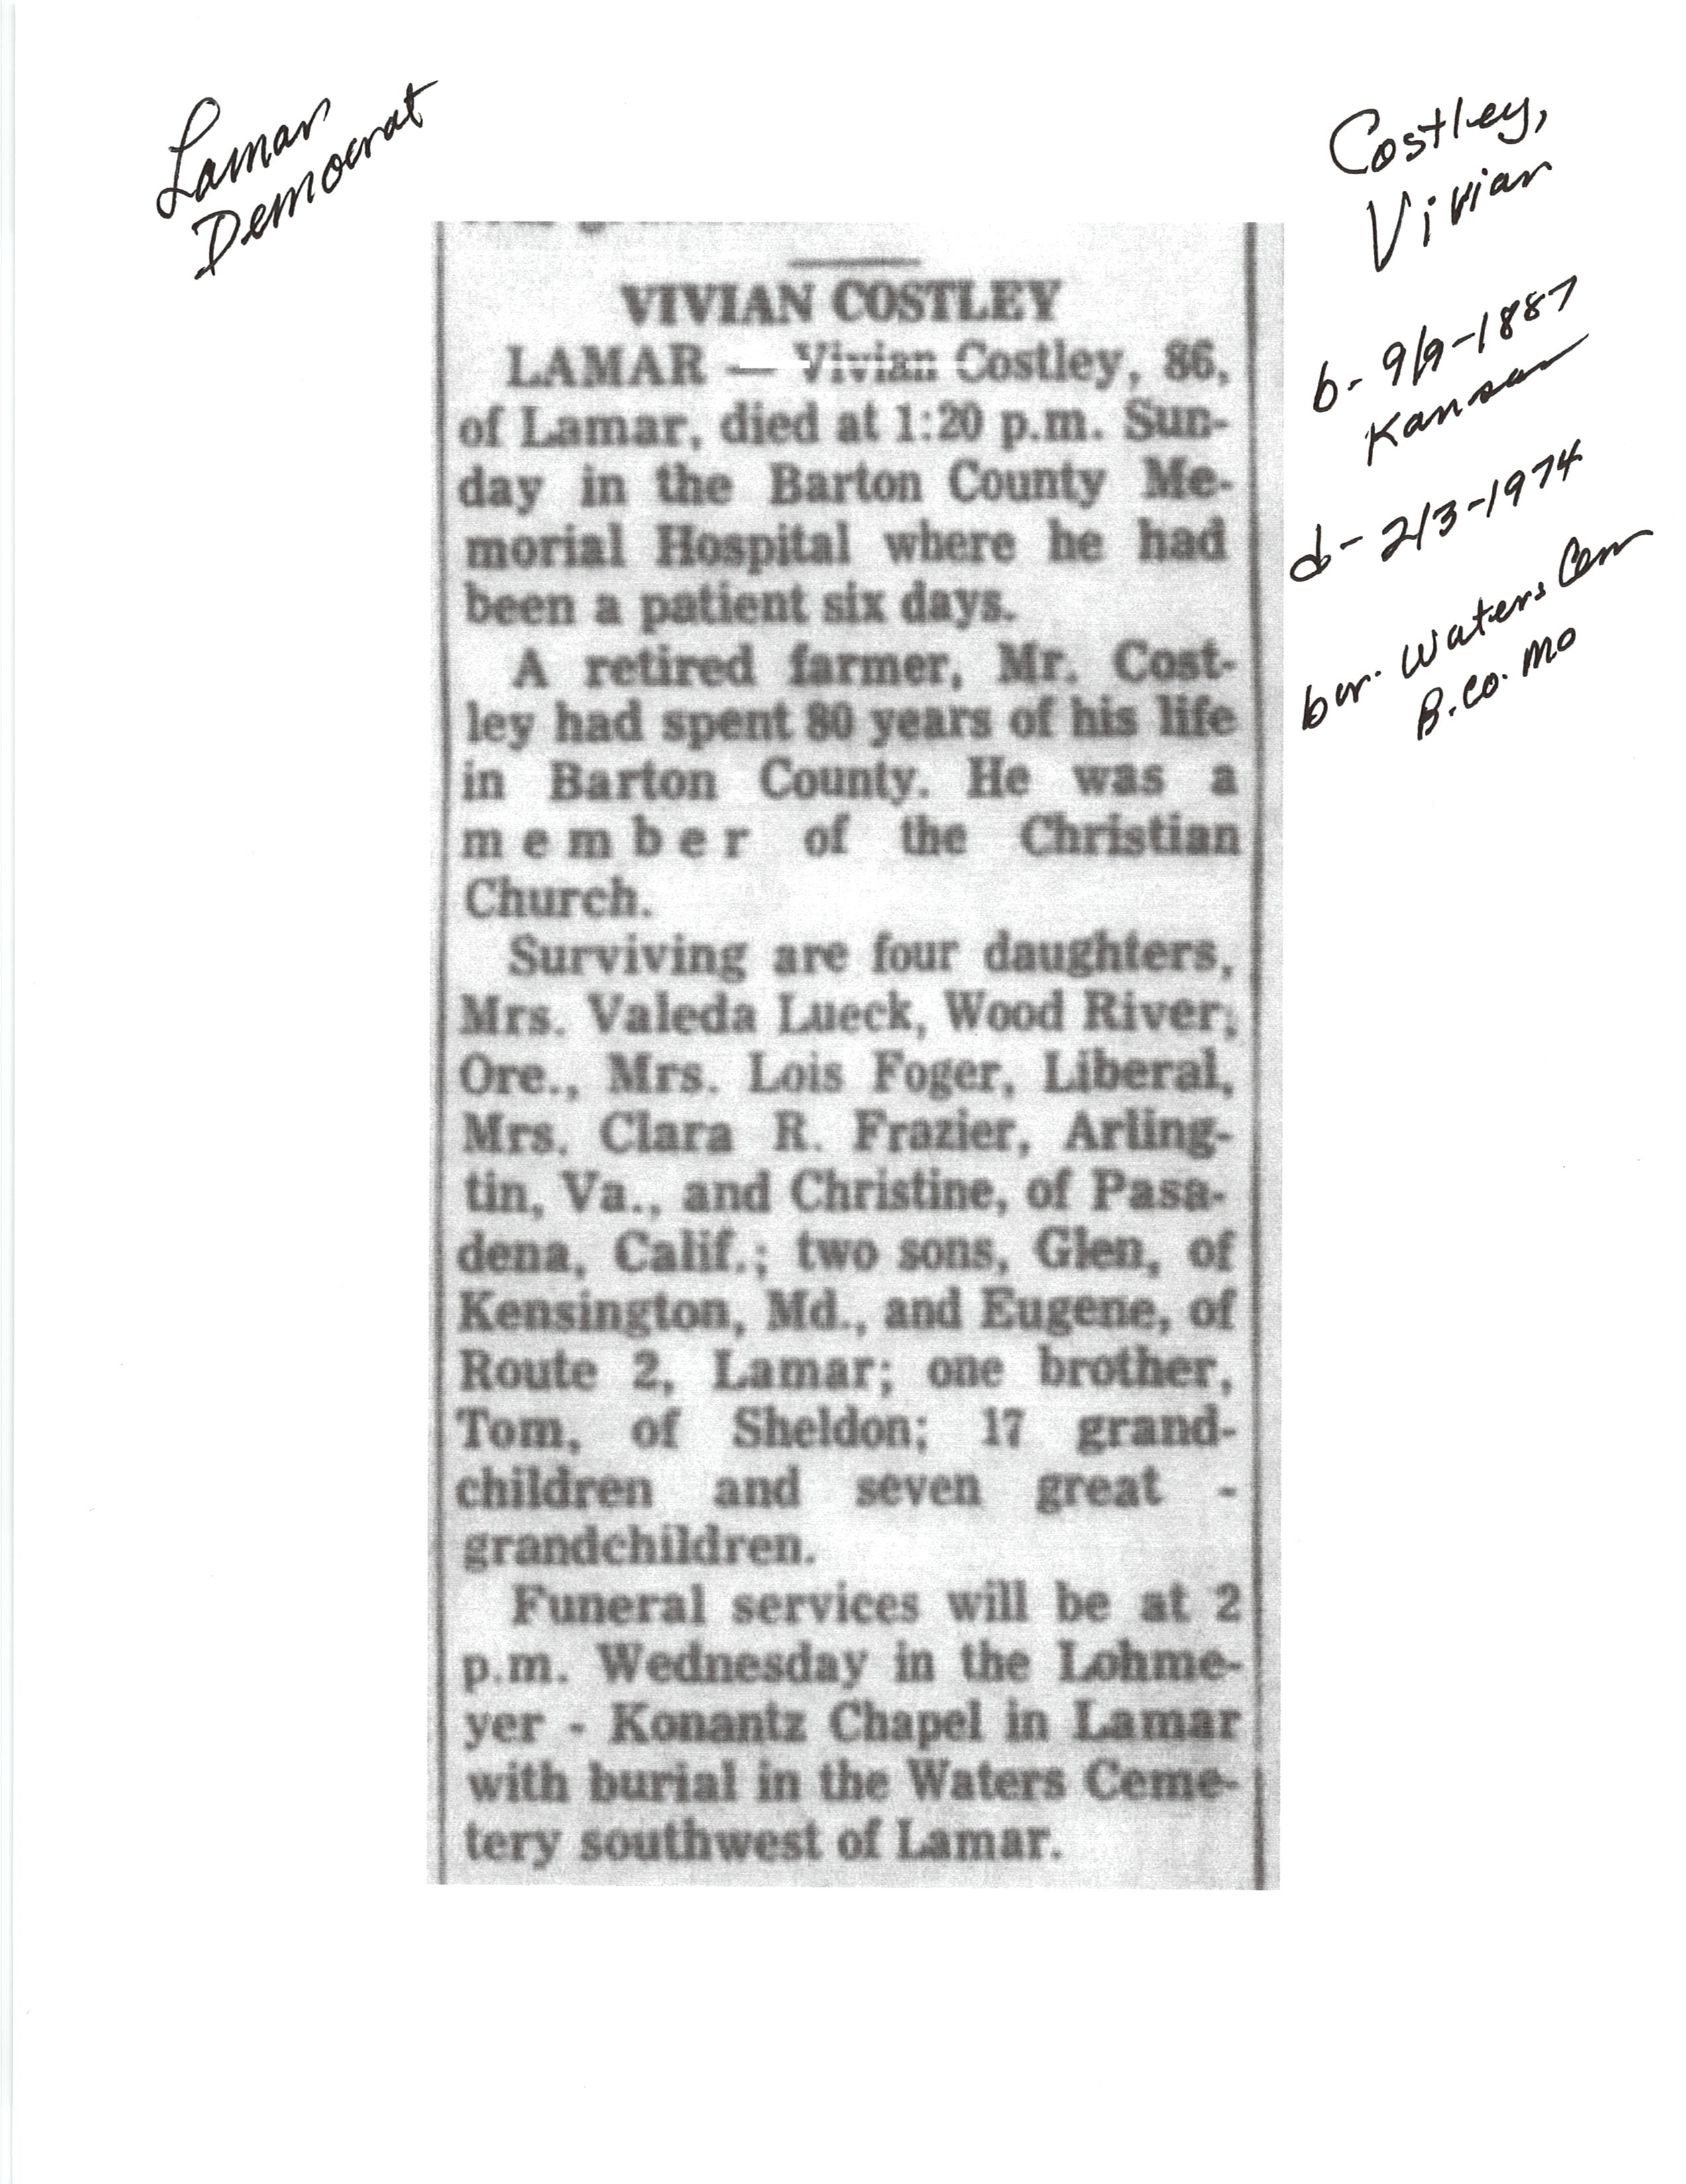 Lamar
Democrat
Costley,
Vivian
b- 9/9-1887
Kansas
d- 2/3-1974
bur. Waters Cem
B. Co. Mo
VIVIAN COSTLEY
LAMAR — Vivian Costley, 86,
of Lamar, died at 1:20 p.m. Sun-
day in the Barton County Me-
morial Hospital where he had
been a patient six days.
A retired farmer, Mr. Cost-
ley had spent 80 years of his life
in Barton County. He was a
member of the Christian
Church.
Surviving are four daughters,
Mrs. Valeda Lueck, Wood River,
Ore., Mrs. Lois Foger, Liberal,
Mrs. Clara R. Frazier, Arling-
tin, Va., and Christine, of Pasa-
dena, Calif.; two sons, Glen, of
Kensington, Md., and Eugene, of
Route 2, Lamar; one brother,
Tom, of Sheldon; 17 grand-
children and seven great -
grandchildren.
Funeral services will be at 2
p.m. Wednesday in the Lohme-
yer - Konantz Chapel in Lamar
with burial in the Waters Ceme-
tery southwest of Lamar.